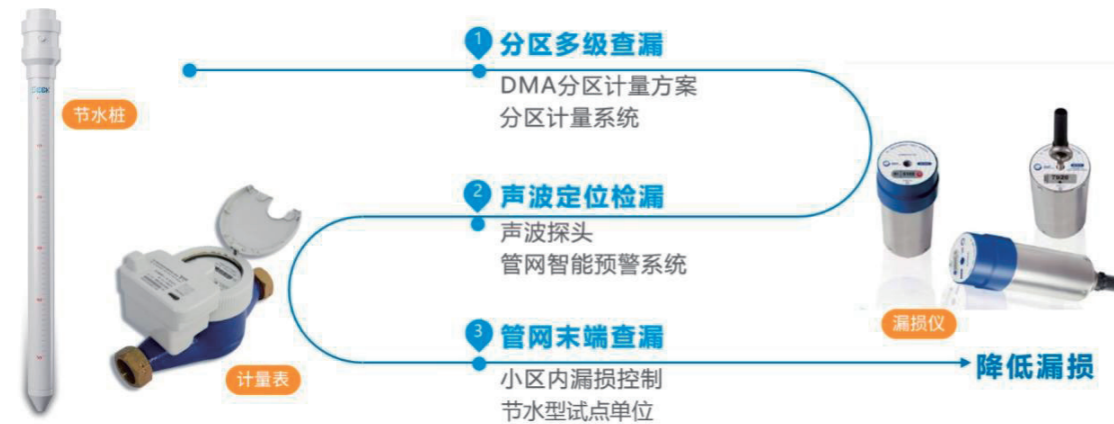 1 分区多级查漏
DMA分区计量方案
分区计量系统
节水桩
2 声波定位检漏
声波探头
管网智能预警系统
漏损仪
3 管网末端查漏
小区内漏损控制
节水型试点单位
计量表
降低漏损